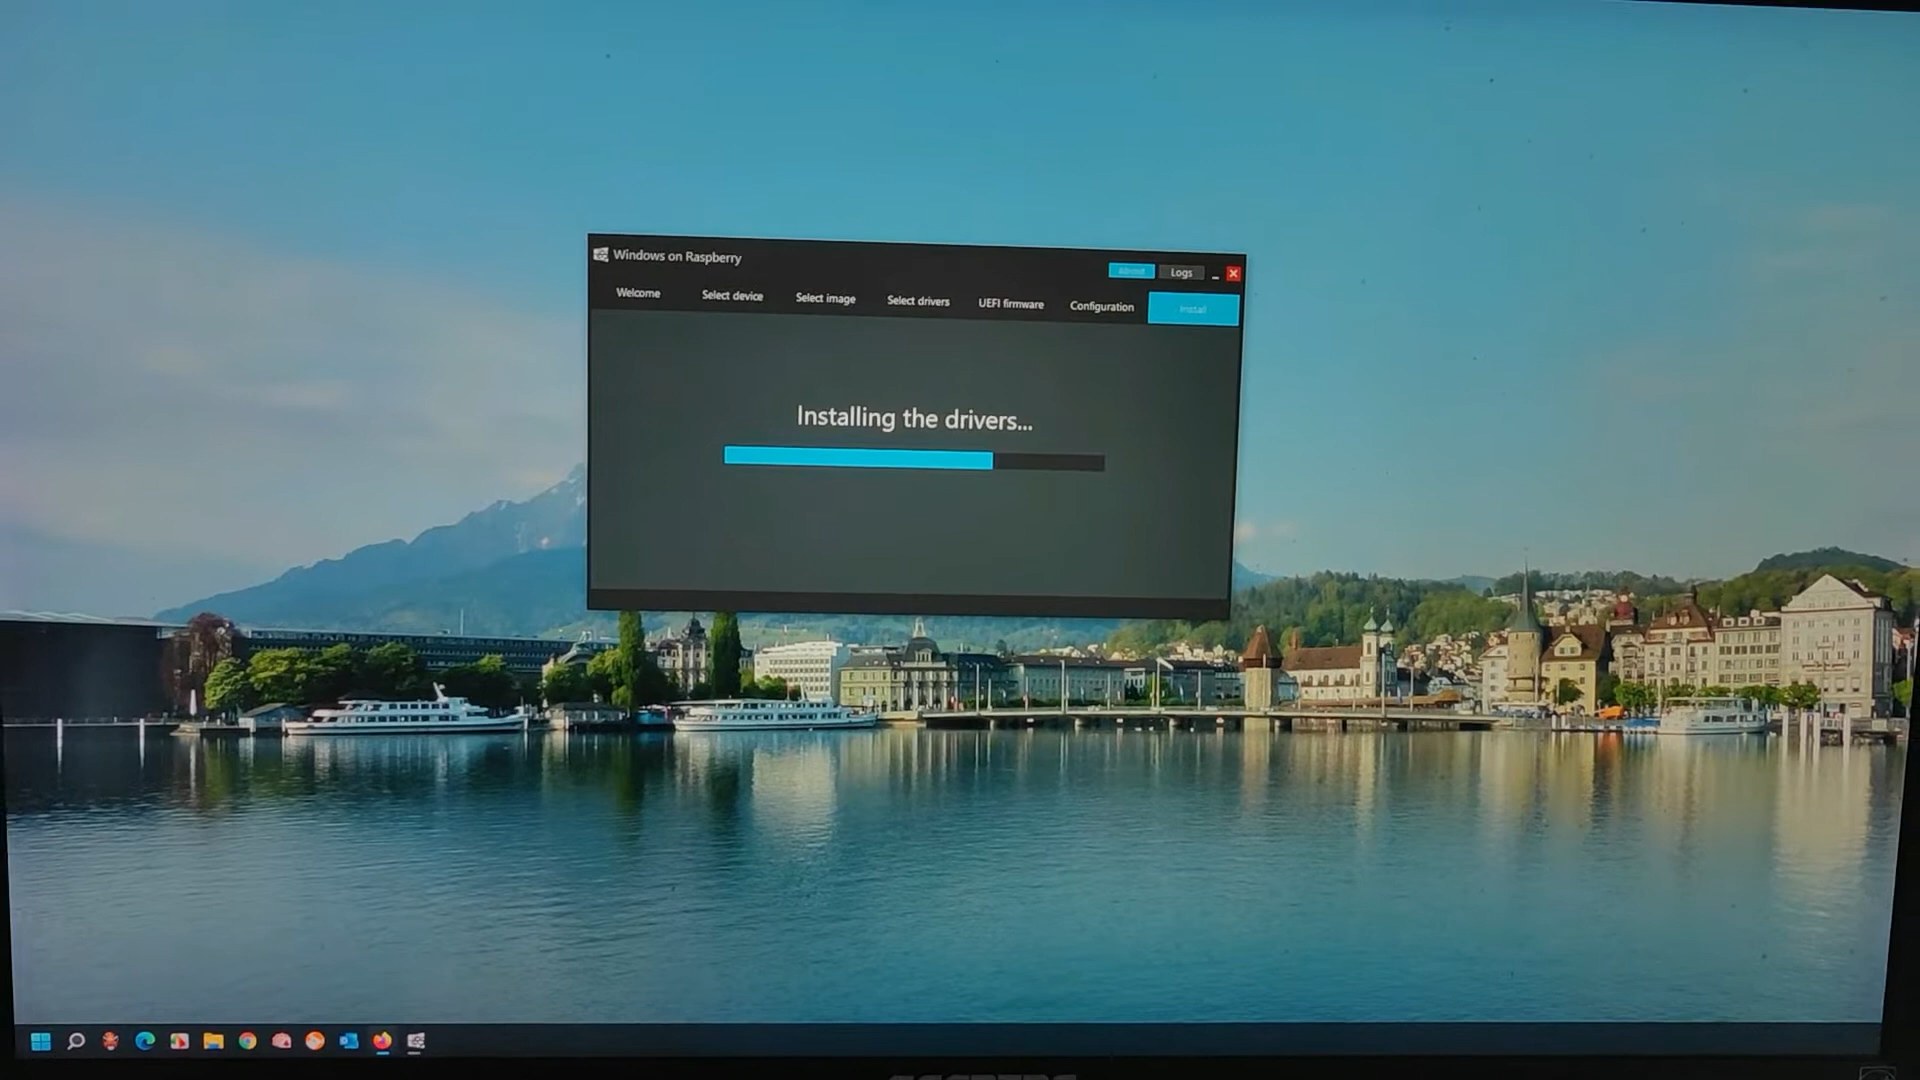 Windows on Raspberry
About
Logs
Welcome
Select device
Select image
Select drivers
UEFI firmware
Configuration
Install
Installing the drivers...